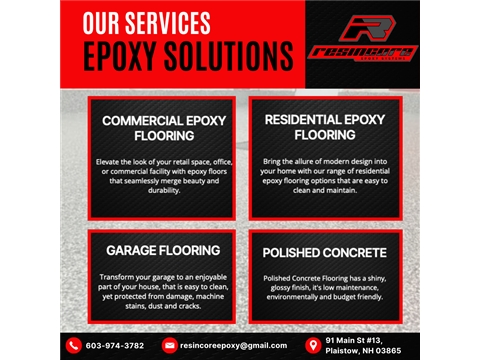 OUR SERVICES
EPOXY SOLUTIONS
resincore
EPOXY SYSTEMS
COMMERCIAL EPOXY
FLOORING
Elevate the look of your retail space, office,
or commercial facility with epoxy floors
that seamlessly merge beauty and
durability.
RESIDENTIAL EPOXY
FLOORING
Bring the allure of modern design into
your home with our range of residential
epoxy flooring options that are easy to
clean and maintain.
GARAGE FLOORING
Transform your garage to an enjoyable
part of your house, that is easy to clean,
yet protected from damage, machine
stains, dust and cracks.
POLISHED CONCRETE
Polished Concrete Flooring has a shiny,
glossy finish, it's low maintenance,
environmentally and budget friendly.
603-974-3782
resincoreepoxy@gmail.com
91 Main St #13,
Plaistow, NH 03865